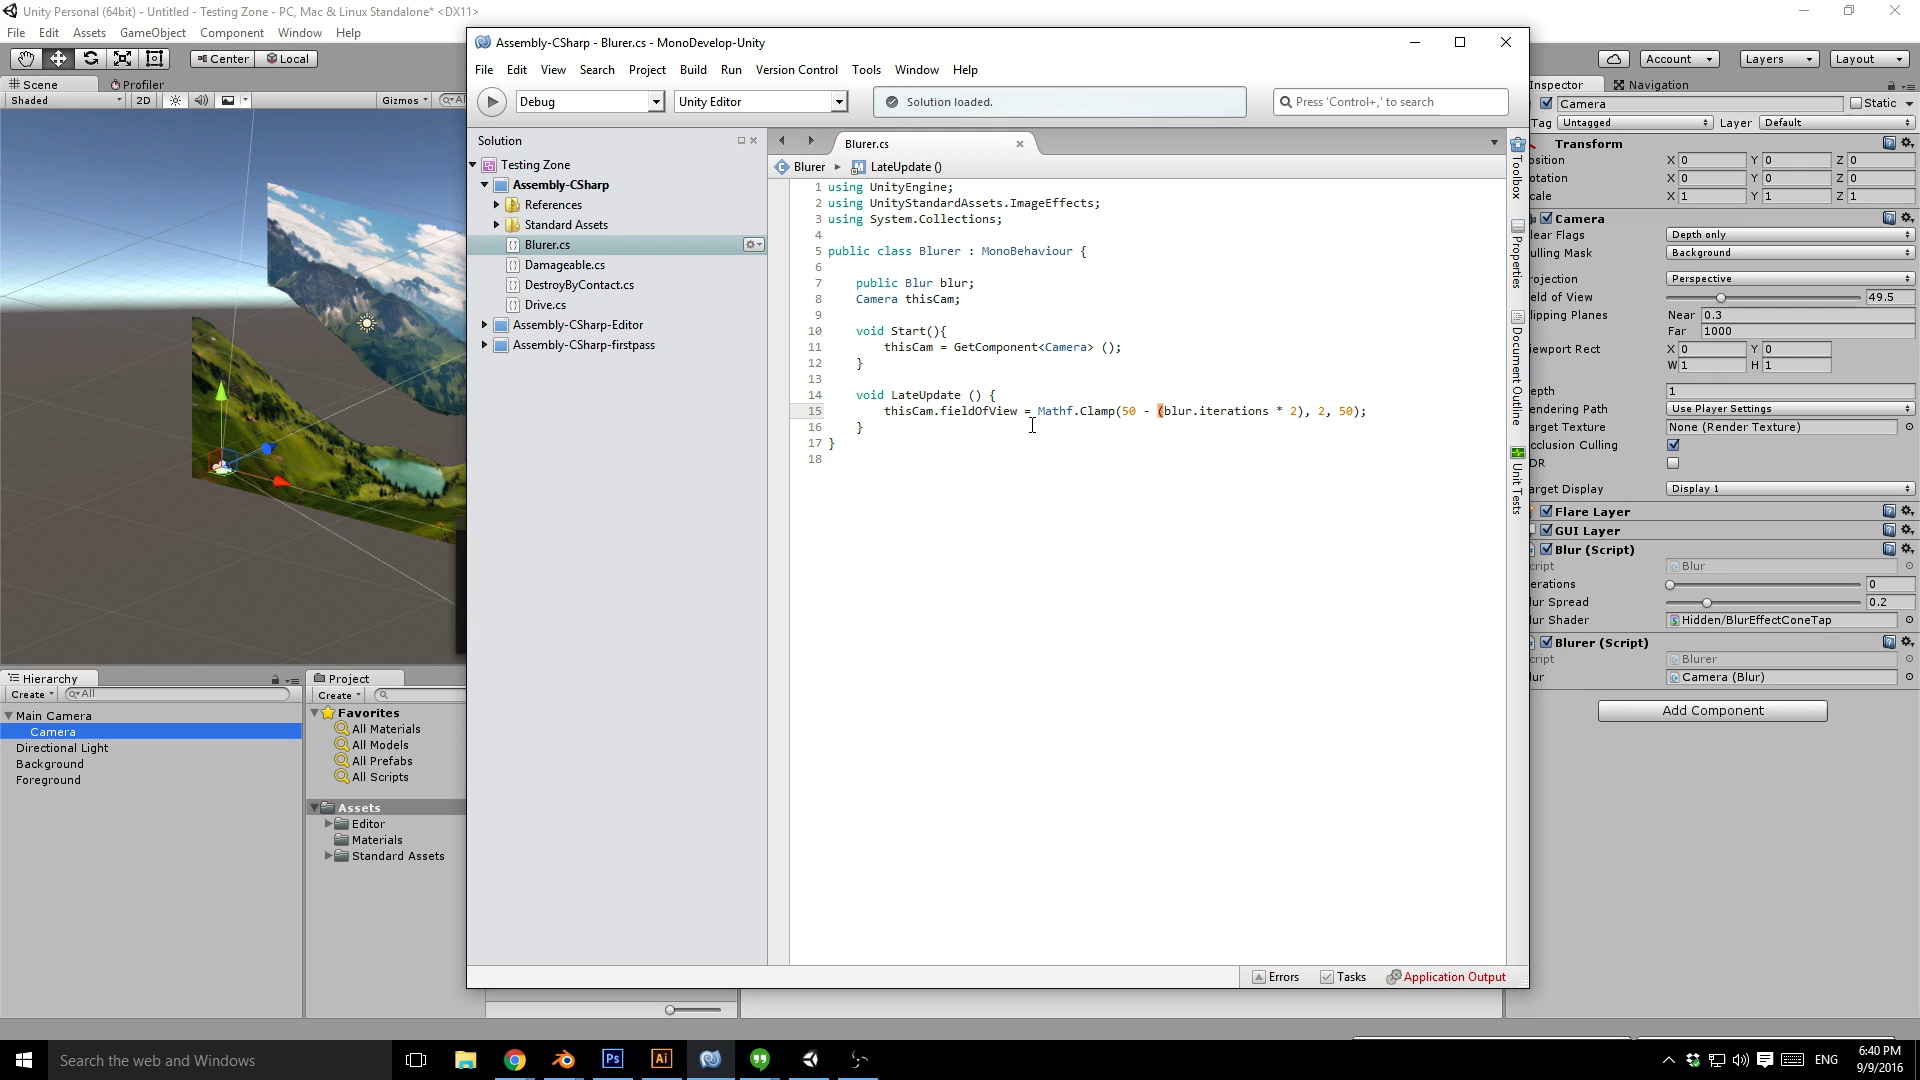 Unity Personal (64bit) - Untitled - Testing Zone - PC, Mac & Linux Standalone* <DX11>
File Edit Assets GameObject Component Window Help
Center Local
Account Layers Layout
Scene Profiler
Shaded 2D Gizmos All
Assembly-CSharp - Blurer.cs - MonoDevelop-Unity
File Edit View Search Project Build Run Version Control Tools Window Help
Debug Unity Editor Solution loaded. Press 'Control+,' to search
Solution
Testing Zone
Assembly-CSharp
References
Standard Assets
Blurer.cs
Damageable.cs
DestroyByContact.cs
Drive.cs
Assembly-CSharp-Editor
Assembly-CSharp-firstpass
Blurer.cs
Blurer LateUpdate ()
1 using UnityEngine;
2 using UnityStandardAssets.ImageEffects;
3 using System.Collections;
4
5 public class Blurer : MonoBehaviour {
6
7 public Blur blur;
8 Camera thisCam;
9
10 void Start(){
11 thisCam = GetComponent<Camera> ();
12 }
13
14 void LateUpdate () {
15 thisCam.fieldOfView = Mathf.Clamp(50 - (blur.iterations * 2), 2, 50);
16 }
17 }
18
Toolbox
Properties
Document Outline
Unit Tests
Errors Tasks Application Output
Inspector Navigation
Camera Static
Tag Untagged Layer Default
Transform
osition X 0 Y 0 Z 0
otation X 0 Y 0 Z 0
cale X 1 Y 1 Z 1
Camera
lear Flags Depth only
ulling Mask Background
rojection Perspective
eld of View 49.5
lipping Planes Near 0.3
Far 1000
iewport Rect X 0 Y 0
W 1 H 1
epth 1
endering Path Use Player Settings
arget Texture None (Render Texture)
cclusion Culling
DR
arget Display Display 1
Flare Layer
GUI Layer
Blur (Script)
cript Blur
erations 0
lur Spread 0.2
lur Shader Hidden/BlurEffectConeTap
Blurer (Script)
cript Blurer
lur Camera (Blur)
Add Component
Hierarchy
Create All
Main Camera
Camera
Directional Light
Background
Foreground
Project
Create
Favorites
All Materials
All Models
All Prefabs
All Scripts
Assets
Editor
Materials
Standard Assets
Search the web and Windows
Ps Ai
ENG 6:40 PM
9/9/2016